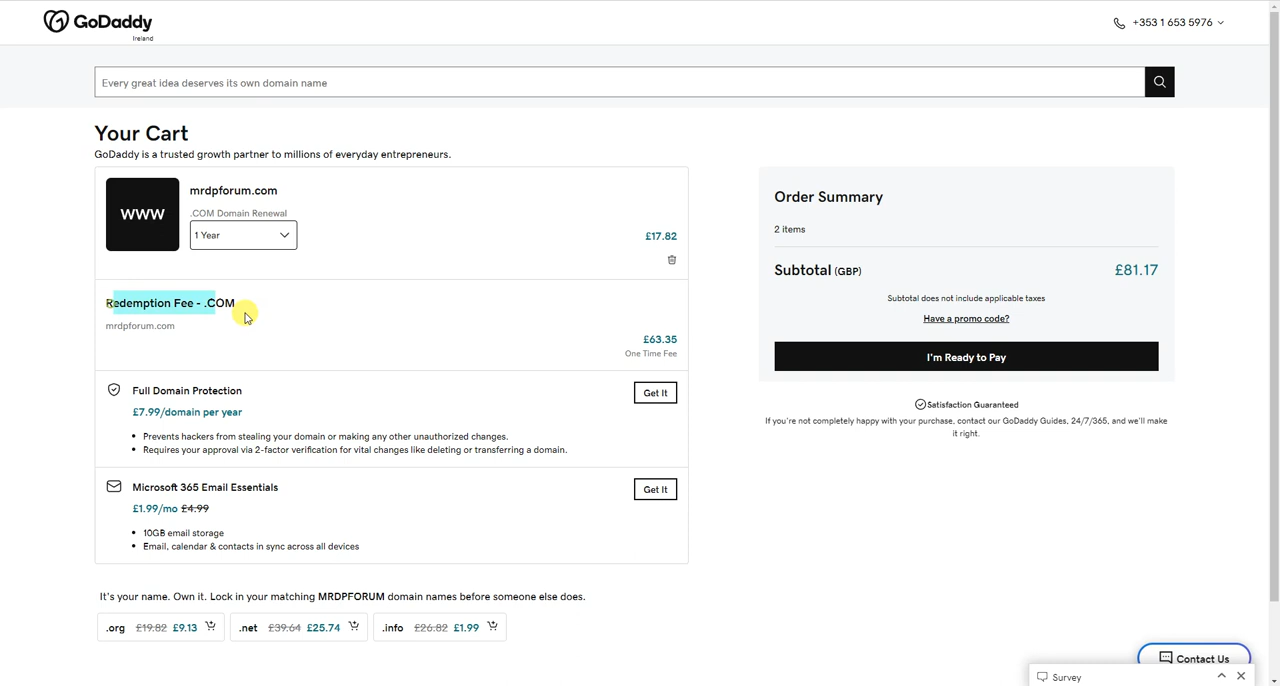 GoDaddy
Ireland
+353 1 653 5976
Every great idea deserves its own domain name
Your Cart
GoDaddy is a trusted growth partner to millions of everyday entrepreneurs.
WWW
mrdpforum.com
.COM Domain Renewal
1 Year
£17.82
Redemption Fee - .COM
mrdpforum.com
£63.35
One Time Fee
Full Domain Protection
Get It
£7.99/domain per year
• Prevents hackers from stealing your domain or making any other unauthorized changes.
• Requires your approval via 2-factor verification for vital changes like deleting or transferring a domain.
Microsoft 365 Email Essentials
Get It
£1.99/mo £4.99
• 10GB email storage
• Email, calendar & contacts in sync across all devices
Order Summary
2 items
Subtotal (GBP) £81.17
Subtotal does not include applicable taxes
Have a promo code?
I'm Ready to Pay
Satisfaction Guaranteed
If you're not completely happy with your purchase, contact our GoDaddy Guides, 24/7/365, and we'll make
it right.
It's your name. Own it. Lock in your matching MRDPFORUM domain names before someone else does.
.org £19.82 £9.13 .net £39.64 £25.74 .info £26.82 £1.99
Contact Us
Survey